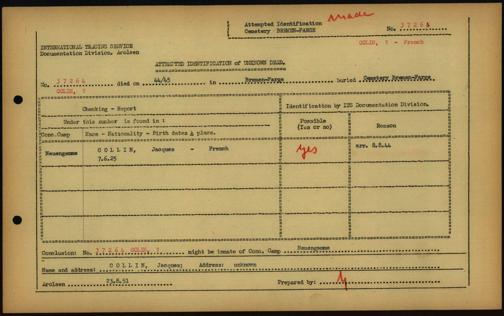 made
Attempted Identification
Cemetery BREMEN-FARGE
No. 37264
COLIN, ? - French
INTERNATIONAL TRACING SERVICE
Documentation Division, Arolsen
ATTEMPTED IDENTIFICATION of UNKNOWN DEAD.
No. 37264 died on 44/45 in Bremen-Farge buried Cemetery Bremen-Farge
COLIN, ?
Checking - Report
Identification by ITS Documentation Division.
Under this number is found in :
Possible
(Yes or no)
Reason
Conc.Camp
Name - Nationality - Birth dates & place.
Neuengamme
COLLIN, Jacques - French
7.6.25
yes
arr. 8.8.44
Conclusion: No. 37264 COLIN, ? might be inmate of Conc. Camp Neuengamme
Name and address: COLLIN, Jacques; Address: unknown
Arolsen 23.8.51 Prepared by: